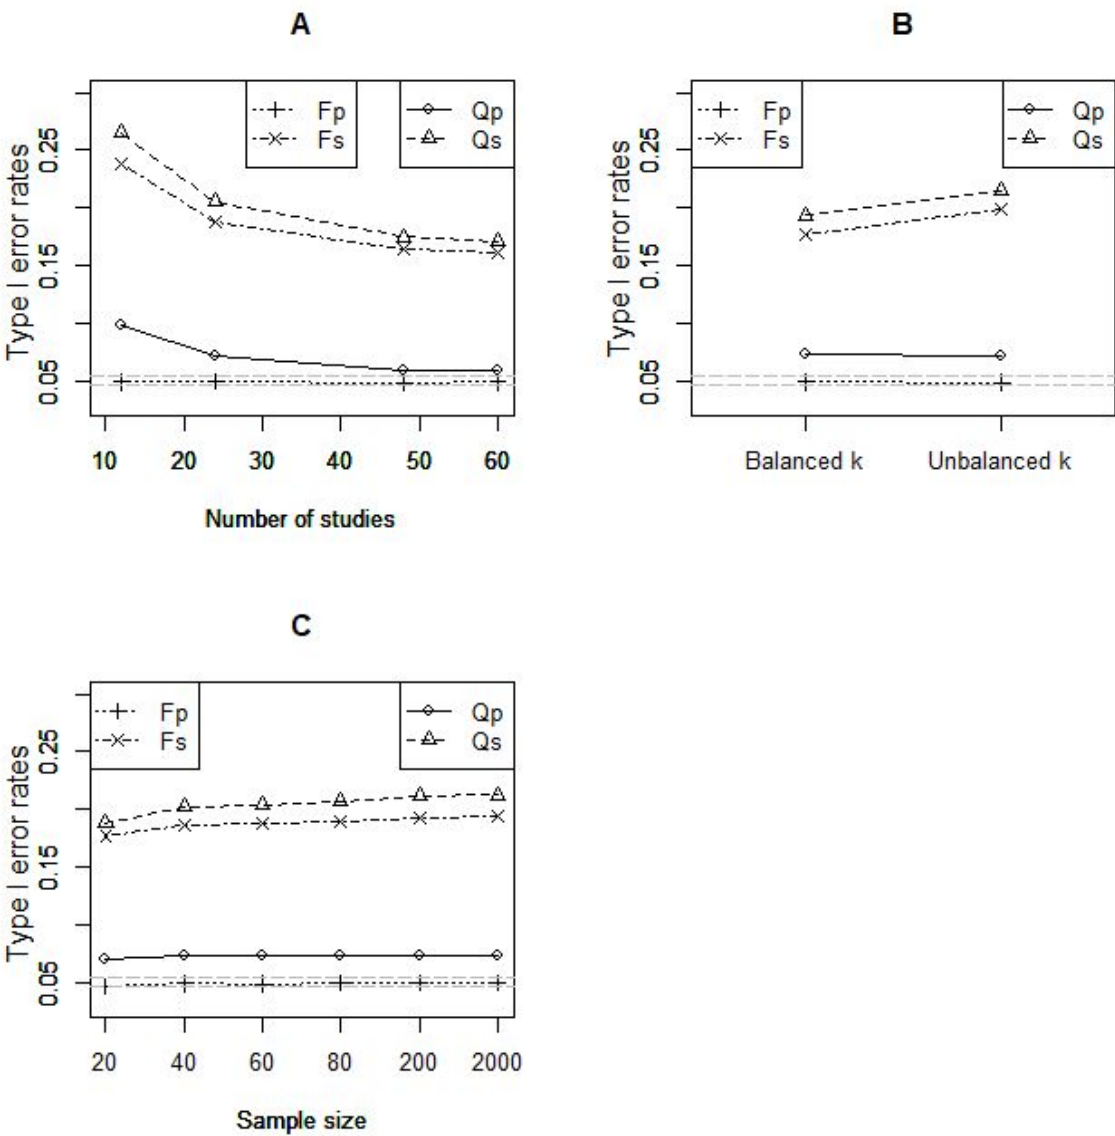 A
Fp
Fs
Qp
Qs
Type I error rates
0.05 0.15 0.25
10 20 30 40 50 60
Number of studies
B
Fp
Fs
Qp
Qs
Type I error rates
0.05 0.15 0.25
Balanced k Unbalanced k
C
Fp
Fs
Qp
Qs
Type I error rates
0.05 0.15 0.25
20 40 60 80 200 2000
Sample size